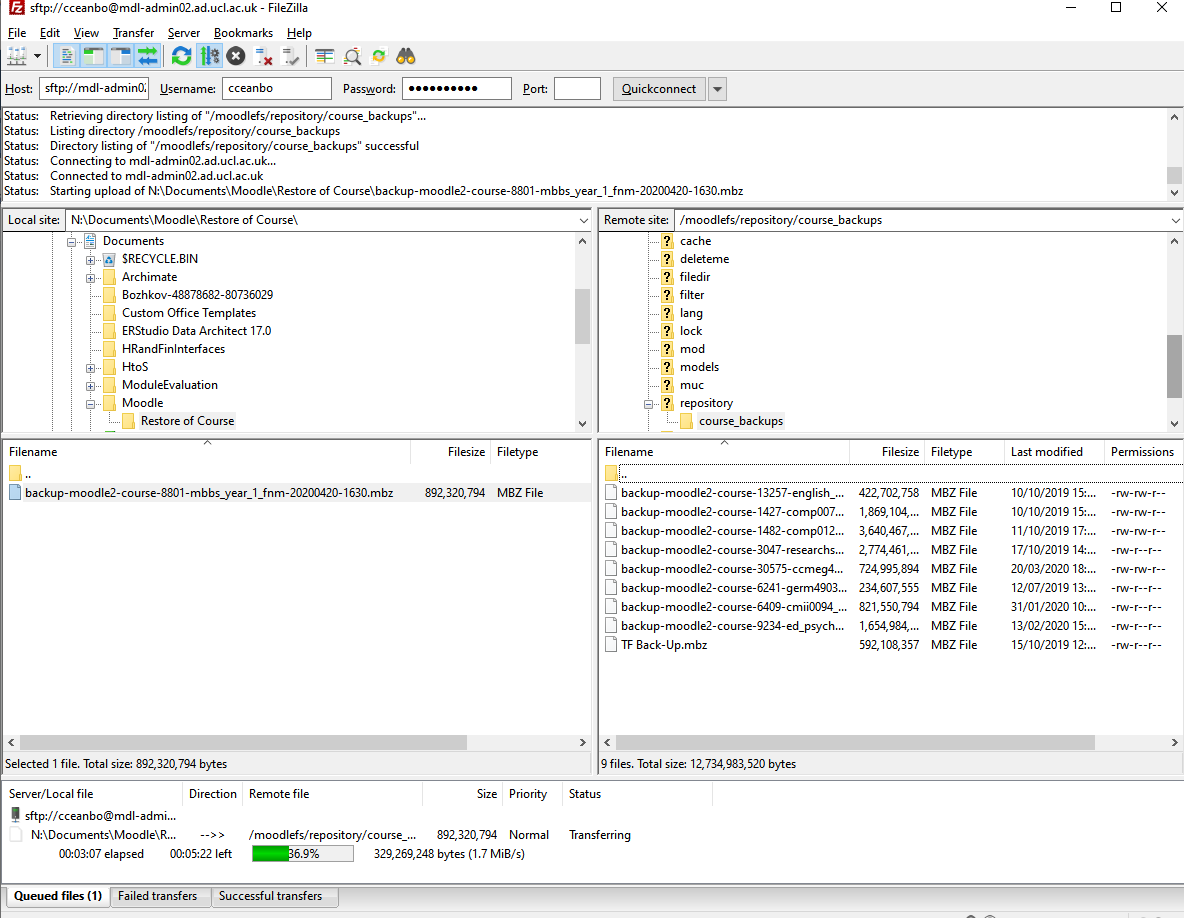 sftp://cceanbo@mdl-admin02.ad.ucl.ac.uk - FileZilla
File Edit View Transfer Server Bookmarks Help
Host: sftp://mdl-admin02 Username: cceanbo Password: ●●●●●●●●●● Port: Quickconnect
Status: Retrieving directory listing of "/moodlefs/repository/course_backups"...
Status: Listing directory /moodlefs/repository/course_backups
Status: Directory listing of "/moodlefs/repository/course_backups" successful
Status: Connecting to mdl-admin02.ad.ucl.ac.uk...
Status: Connected to mdl-admin02.ad.ucl.ac.uk
Status: Starting upload of N:\Documents\Moodle\Restore of Course\backup-moodle2-course-8801-mbbs_year_1_fnm-20200420-1630.mbz
Local site: N:\Documents\Moodle\Restore of Course\
Documents
$RECYCLE.BIN
Archimate
Bozhkov-48878682-80736029
Custom Office Templates
ERStudio Data Architect 17.0
HRandFinInterfaces
HtoS
ModuleEvaluation
Moodle
Restore of Course
Remote site: /moodlefs/repository/course_backups
? cache
? deleteme
? filedir
? filter
? lang
? lock
? mod
? models
? muc
? repository
course_backups
Filename Filesize Filetype
..
backup-moodle2-course-8801-mbbs_year_1_fnm-20200420-1630.mbz 892,320,794 MBZ File
Selected 1 file. Total size: 892,320,794 bytes
Filename Filesize Filetype Last modified Permissions
..
backup-moodle2-course-13257-english_... 422,702,758 MBZ File 10/10/2019 15:... -rw-rw-r--
backup-moodle2-course-1427-comp007... 1,869,104,... MBZ File 10/10/2019 15:... -rw-rw-r--
backup-moodle2-course-1482-comp012... 3,640,467,... MBZ File 11/10/2019 17:... -rw-rw-r--
backup-moodle2-course-3047-researchs... 2,774,461,... MBZ File 17/10/2019 14:... -rw-r--r--
backup-moodle2-course-30575-ccmeg4... 724,995,894 MBZ File 20/03/2020 18:... -rw-rw-r--
backup-moodle2-course-6241-germ4903... 234,607,555 MBZ File 12/07/2019 13:... -rw-r--r--
backup-moodle2-course-6409-cmii0094_... 821,550,794 MBZ File 31/01/2020 10:... -rw-r--r--
backup-moodle2-course-9234-ed_psych... 1,654,984,... MBZ File 13/02/2020 15:... -rw-r--r--
TF Back-Up.mbz 592,108,357 MBZ File 15/10/2019 12:... -rw-r--r--
9 files. Total size: 12,734,983,520 bytes
Server/Local file Direction Remote file Size Priority Status
sftp://cceanbo@mdl-admi...
N:\Documents\Moodle\R... -->> /moodlefs/repository/course_... 892,320,794 Normal Transferring
00:03:07 elapsed 00:05:22 left 36.9% 329,269,248 bytes (1.7 MiB/s)
Queued files (1) Failed transfers Successful transfers